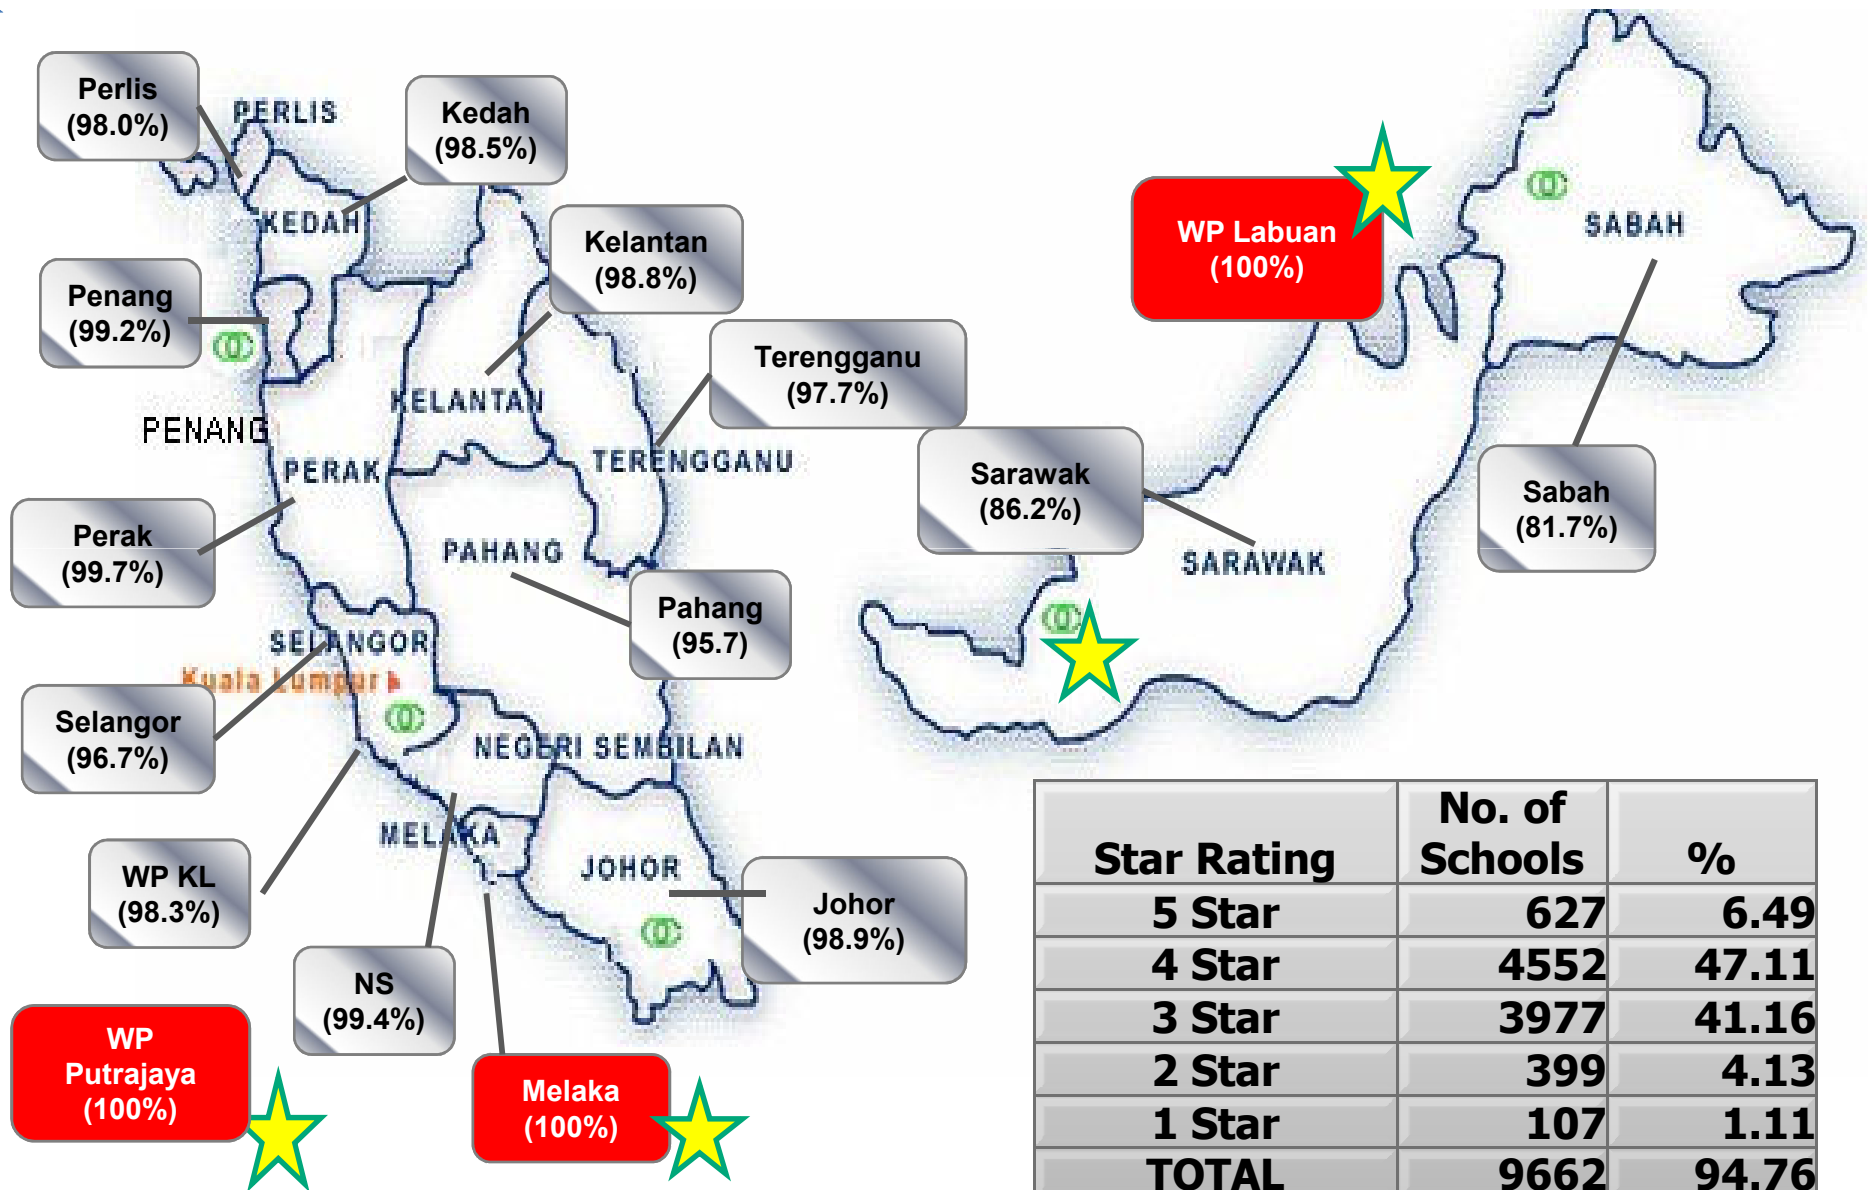 Perlis
(98.0%)
PERLIS
Kedah
(98.5%)
KEDAH
Kelantan
(98.8%)
Penang
(99.2%)
PENANG
KELANTAN
Terengganu
(97.7%)
TERENGGANU
PERAK
Perak
(99.7%)
PAHANG
Pahang
(95.7)
SELANGOR
Kuala Lumpur
Selangor
(96.7%)
NEGERI SEMBILAN
MELAKA
WP KL
(98.3%)
JOHOR
Johor
(98.9%)
NS
(99.4%)
WP
Putrajaya
(100%)
Melaka
(100%)
WP Labuan
(100%)
SABAH
Sabah
(81.7%)
Sarawak
(86.2%)
SARAWAK
Star Rating No. of Schools %
5 Star 627 6.49
4 Star 4552 47.11
3 Star 3977 41.16
2 Star 399 4.13
1 Star 107 1.11
TOTAL 9662 94.76